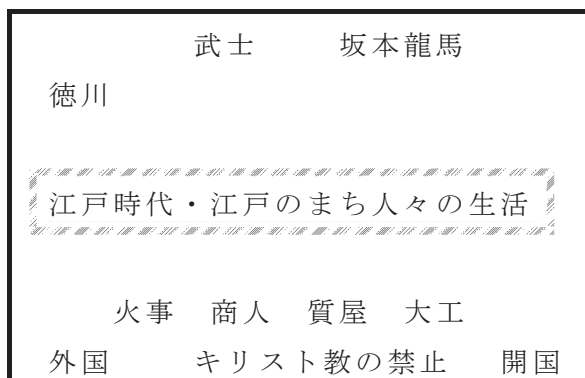 武士 坂本龍馬
徳川
江戸時代・江戸のまち人々の生活
火事 商人 質屋 大工
外国 キリスト教の禁止 開国